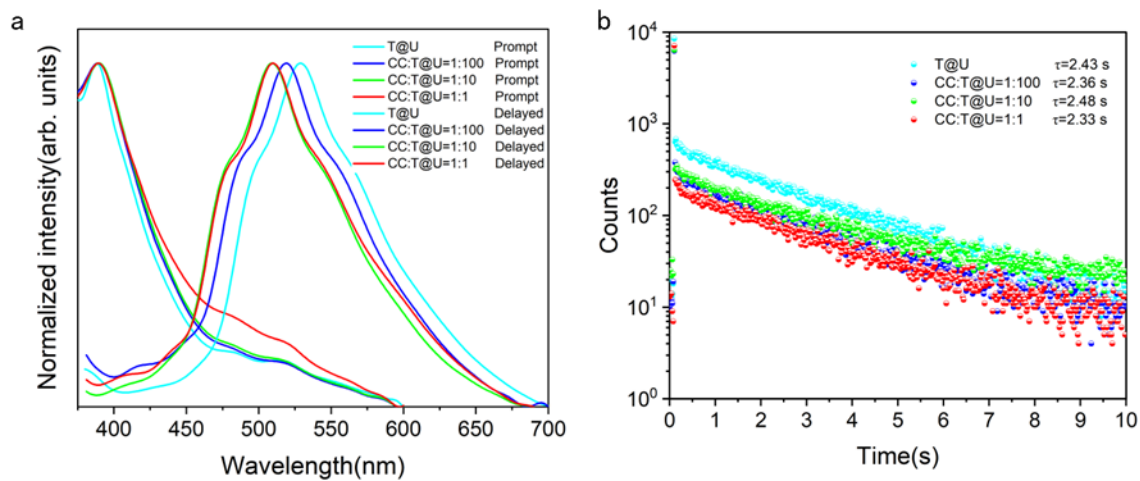 a
Normalized intensity(arb. units)
T@U Prompt
CC:T@U=1:100 Prompt
CC:T@U=1:10 Prompt
CC:T@U=1:1 Prompt
T@U Delayed
CC:T@U=1:100 Delayed
CC:T@U=1:10 Delayed
CC:T@U=1:1 Delayed
400 450 500 550 600 650 700
Wavelength(nm)
b
Counts
10⁴
10³
10²
10¹
10⁰
T@U τ=2.43 s
CC:T@U=1:100 τ=2.36 s
CC:T@U=1:10 τ=2.48 s
CC:T@U=1:1 τ=2.33 s
0 1 2 3 4 5 6 7 8 9 10
Time(s)